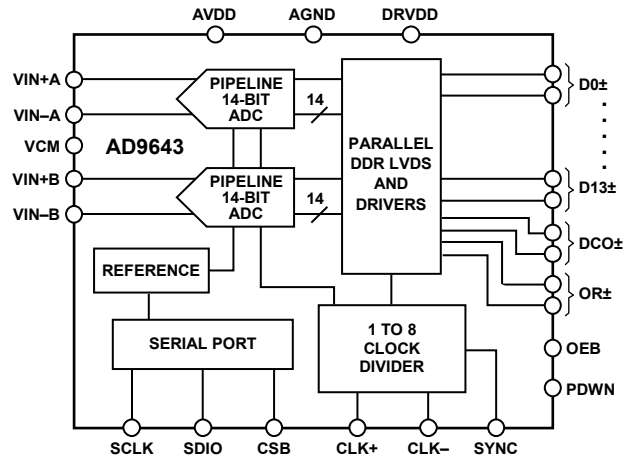 AVDD AGND DRVDD
VIN+A
VIN–A
VCM
VIN+B
VIN–B
AD9643
PIPELINE
14-BIT
ADC
14
PIPELINE
14-BIT
ADC
14
PARALLEL
DDR LVDS
AND
DRIVERS
REFERENCE
SERIAL PORT
1 TO 8
CLOCK
DIVIDER
D0±
D13±
DCO±
OR±
OEB
PDWN
SCLK SDIO CSB CLK+ CLK– SYNC